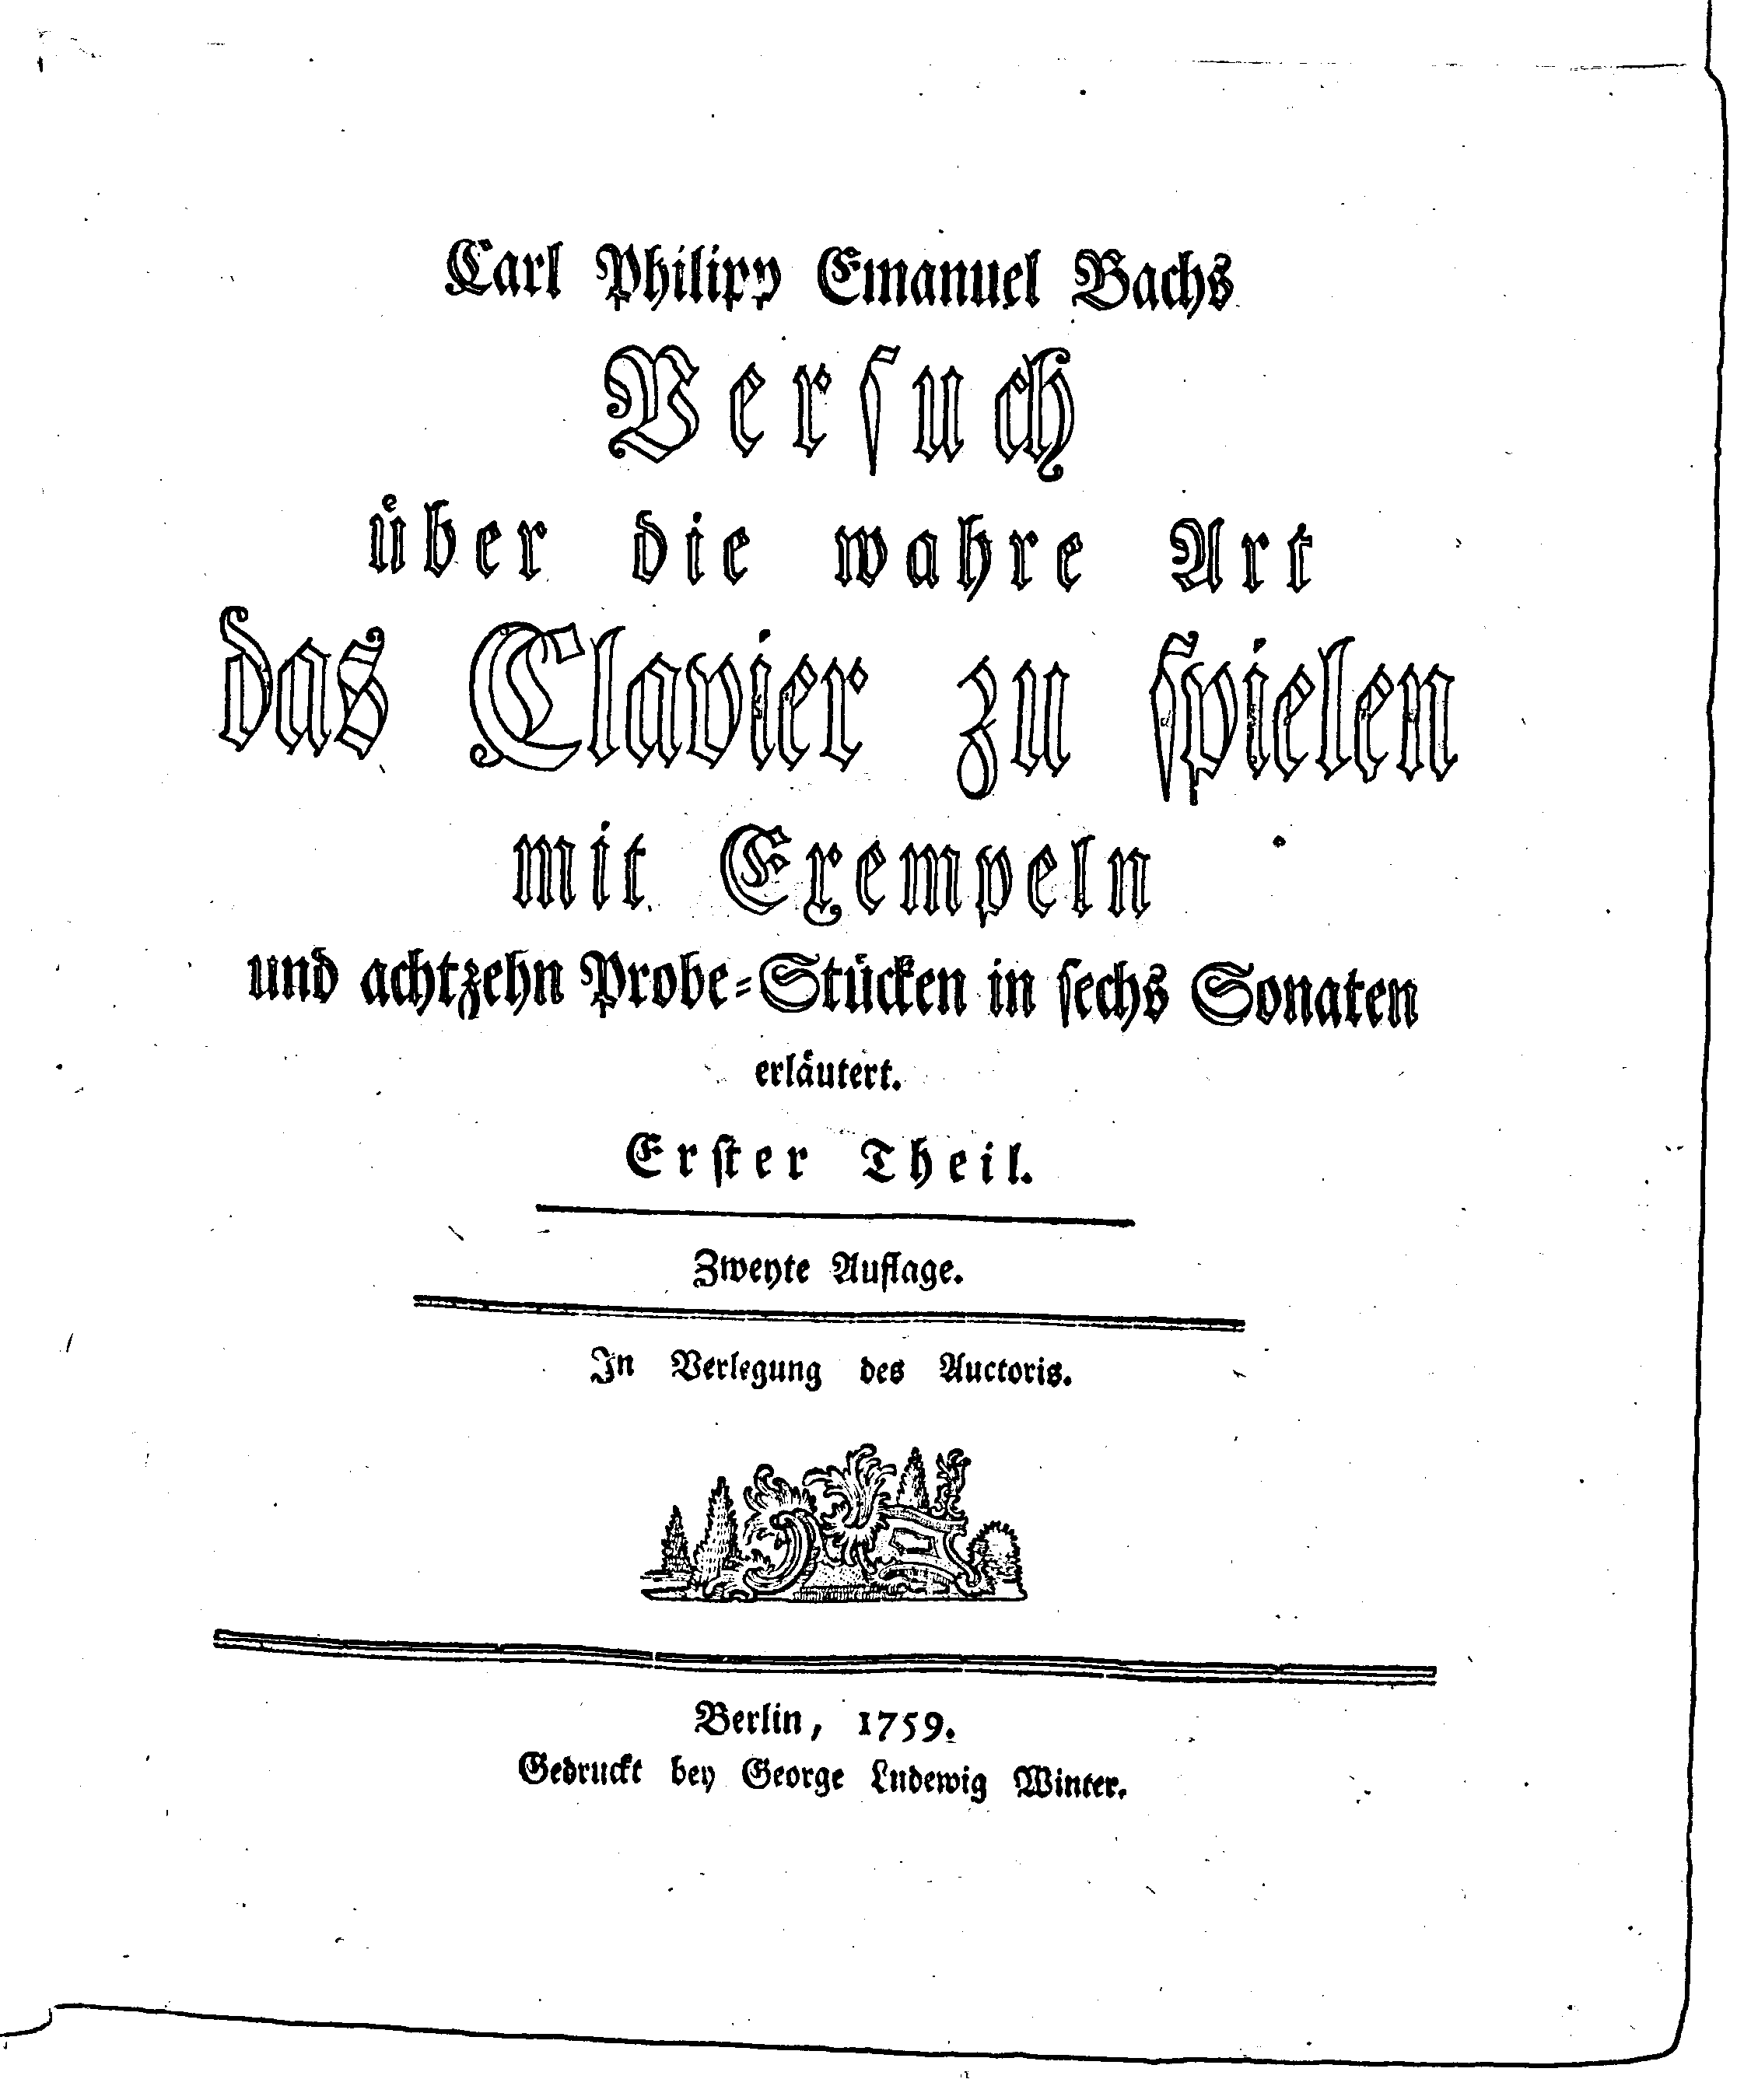 Carl Philipp Emanuel Bachs
Versuch
über die wahre Art
das Clavier zu spielen
mit Exempeln
und achtzehn Probe-Stücken in sechs Sonaten
erläutert.
Erster Theil.
Zweyte Auflage.
In Verlegung des Auctoris.
Berlin, 1759.
Gedruckt bey George Ludewig Winter.